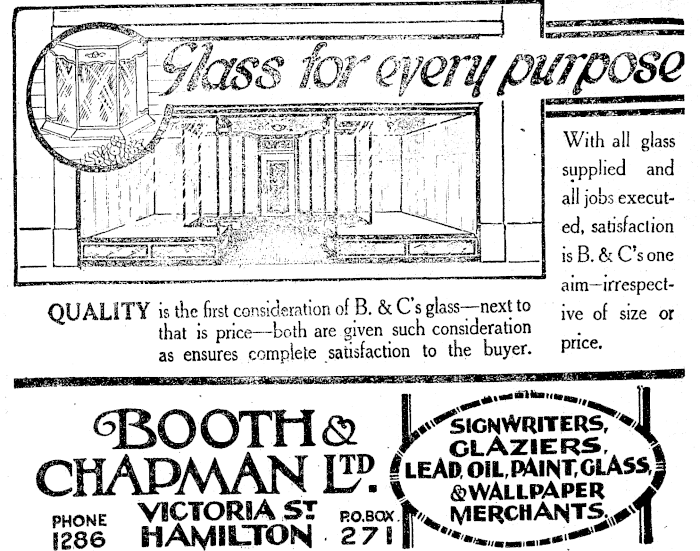 Glass for every purpose
With all glass
supplied and
all jobs execut-
ed, satisfaction
is B. & C's one
aim—irrespect-
ive of size or
price.
QUALITY is the first consideration of B. & C's glass—next to
that is price—both are given such consideration
as ensures complete satisfaction to the buyer.
BOOTH &
CHAPMAN LTD.
PHONE
1286
VICTORIA ST
HAMILTON
P.O. BOX
271
SIGNWRITERS,
GLAZIERS,
LEAD, OIL, PAINT, GLASS,
& WALLPAPER
MERCHANTS.